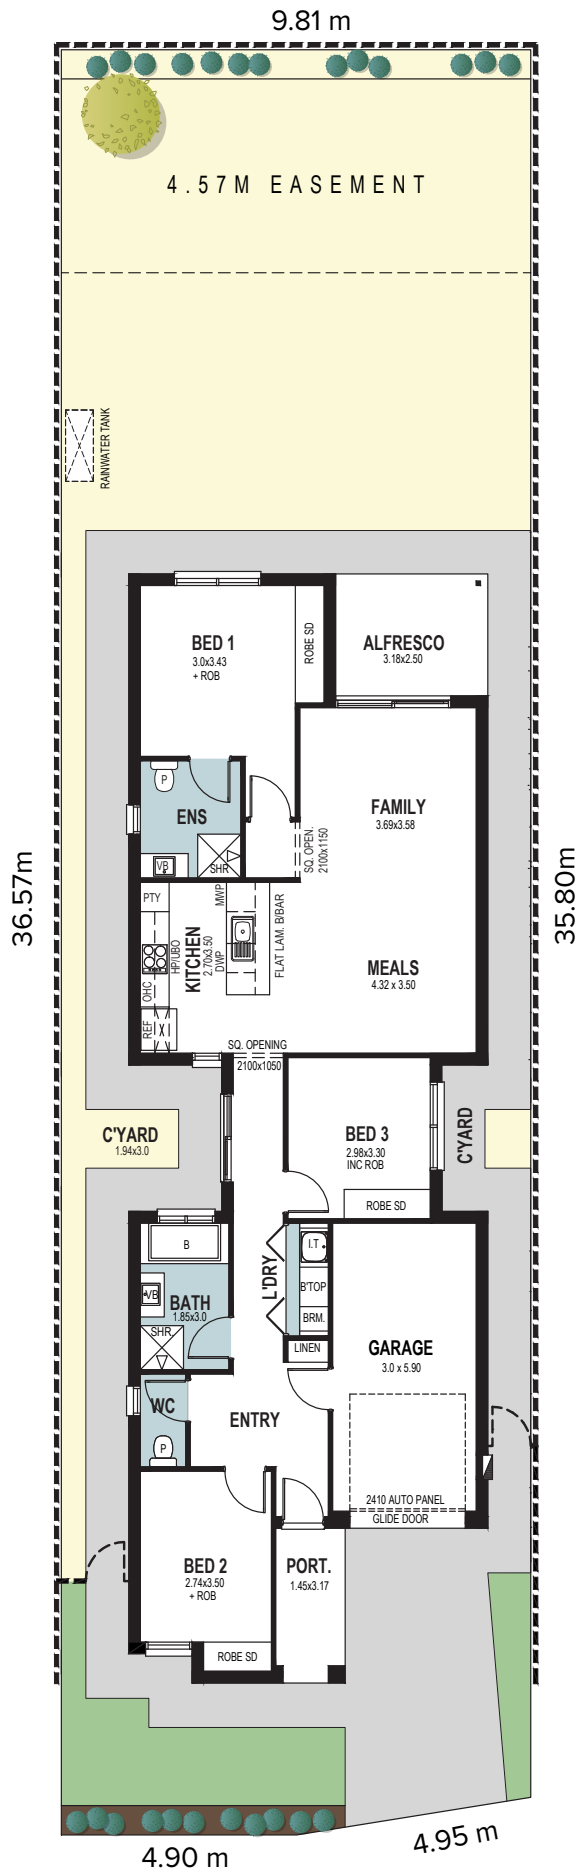 9.81 m
4.57M EASEMENT
RAINWATER TANK
BED 1
3.0x3.43
+ ROB
ROBE SD
ALFRESCO
3.18x2.50
P
ENS
VB
SHR
SQ. OPEN.
2100x1150
FAMILY
3.69x3.58
36.57m
35.80m
PTY
HP/UBO
OHC
REF
KITCHEN
2.70x3.50
MWP
DWP
FLAT LAM. B/BAR
MEALS
4.32 x 3.50
SQ. OPENING
2100x1050
C'YARD
1.94x3.0
BED 3
2.98x3.30
INC ROB
ROBE SD
C'YARD
B
VB
BATH
1.85x3.0
SHR.
L'DRY
I.T
B'TOP
BRM.
LINEN
GARAGE
3.0 x 5.90
WC
P
ENTRY
2410 AUTO PANEL
GLIDE DOOR
BED 2
2.74x3.50
+ ROB
ROBE SD
PORT.
1.45x3.17
4.90 m
4.95 m